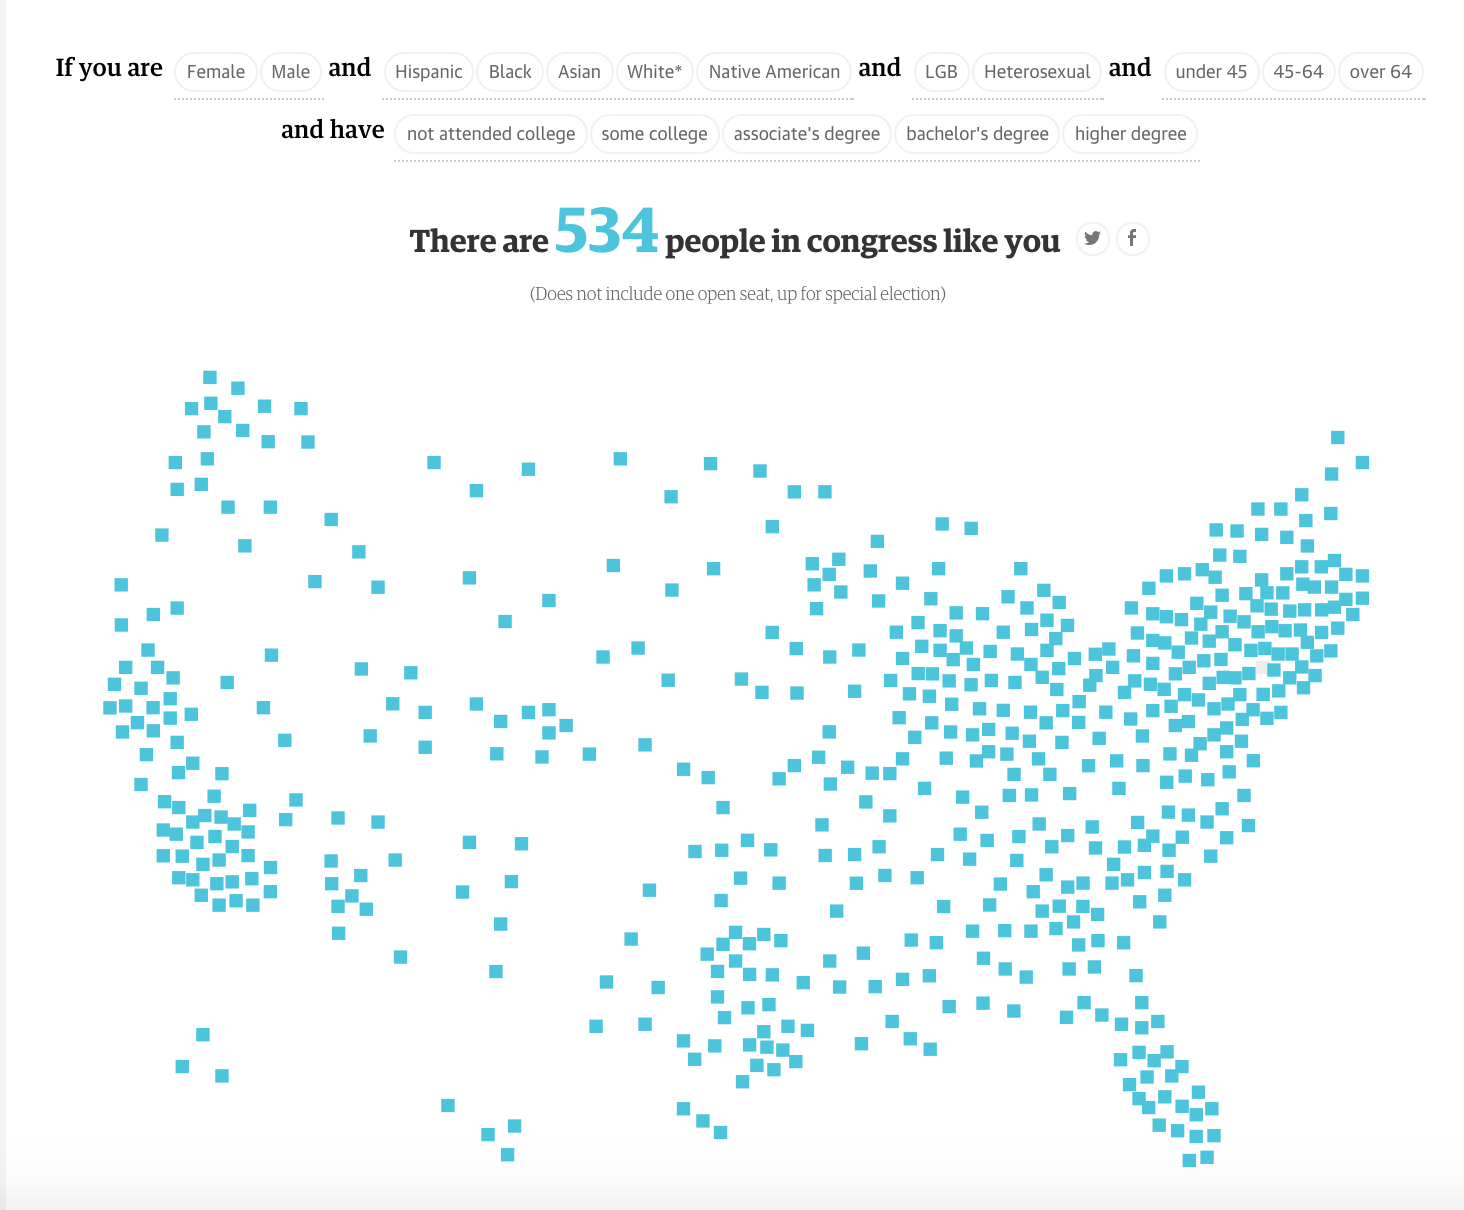 If you are Female Male and Hispanic Black Asian White* Native American and LGB Heterosexual and under 45 45-64 over 64
and have not attended college some college associate's degree bachelor's degree higher degree
There are 534 people in congress like you
(Does not include one open seat, up for special election)